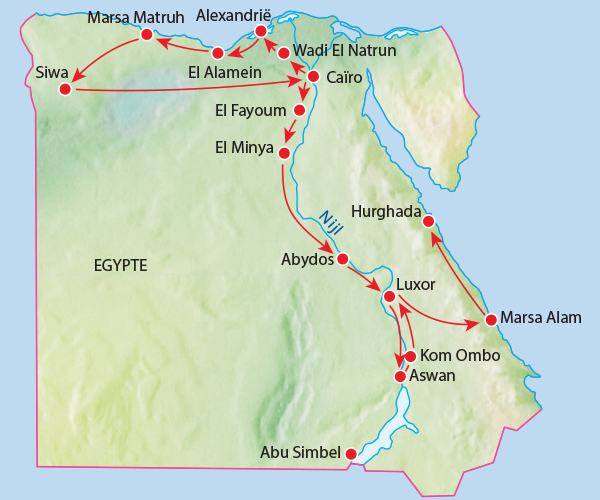 Marsa Matruh
Alexandrië
Wadi El Natrun
El Alamein
Siwa
Caïro
El Fayoum
El Minya
Hurghada
Nijl
Abydos
EGYPTE
Luxor
Marsa Alam
Kom Ombo
Aswan
Abu Simbel